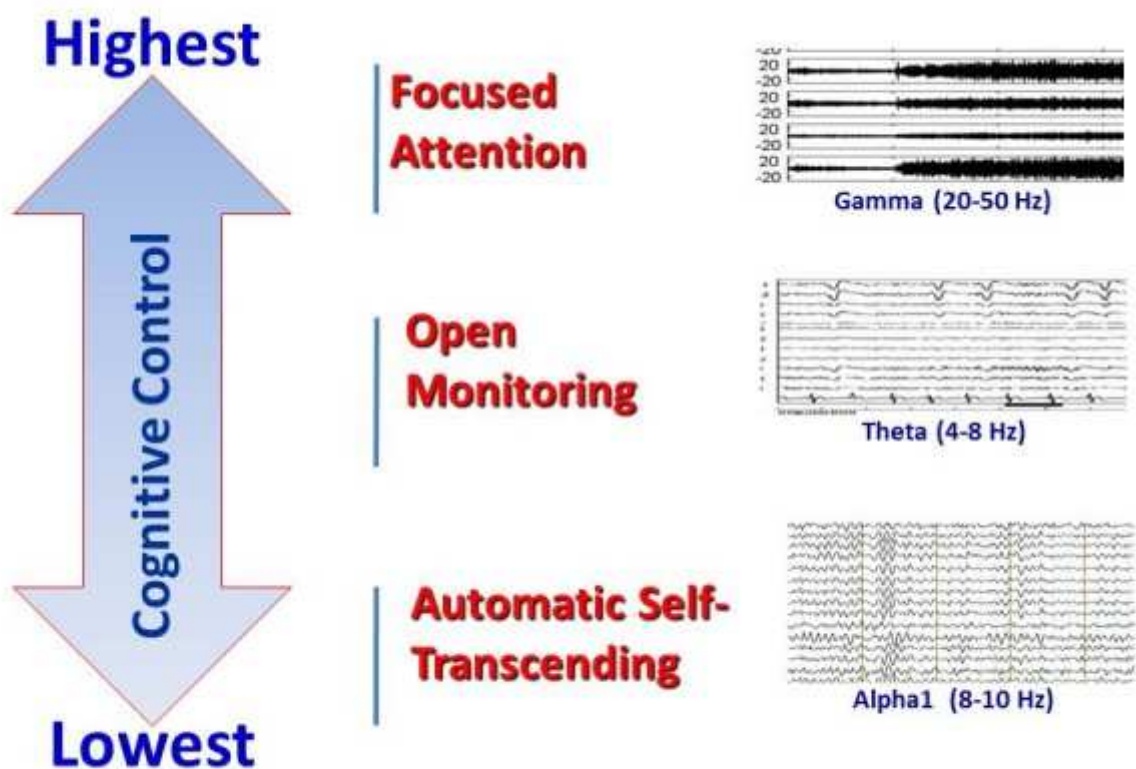 Highest
Focused
Attention
20
-20
20
-20
20
-20
20
-20
Gamma (20-50 Hz)
Cognitive Control
Open
Monitoring
Theta (4-8 Hz)
Automatic Self-
Transcending
Alpha1 (8-10 Hz)
Lowest